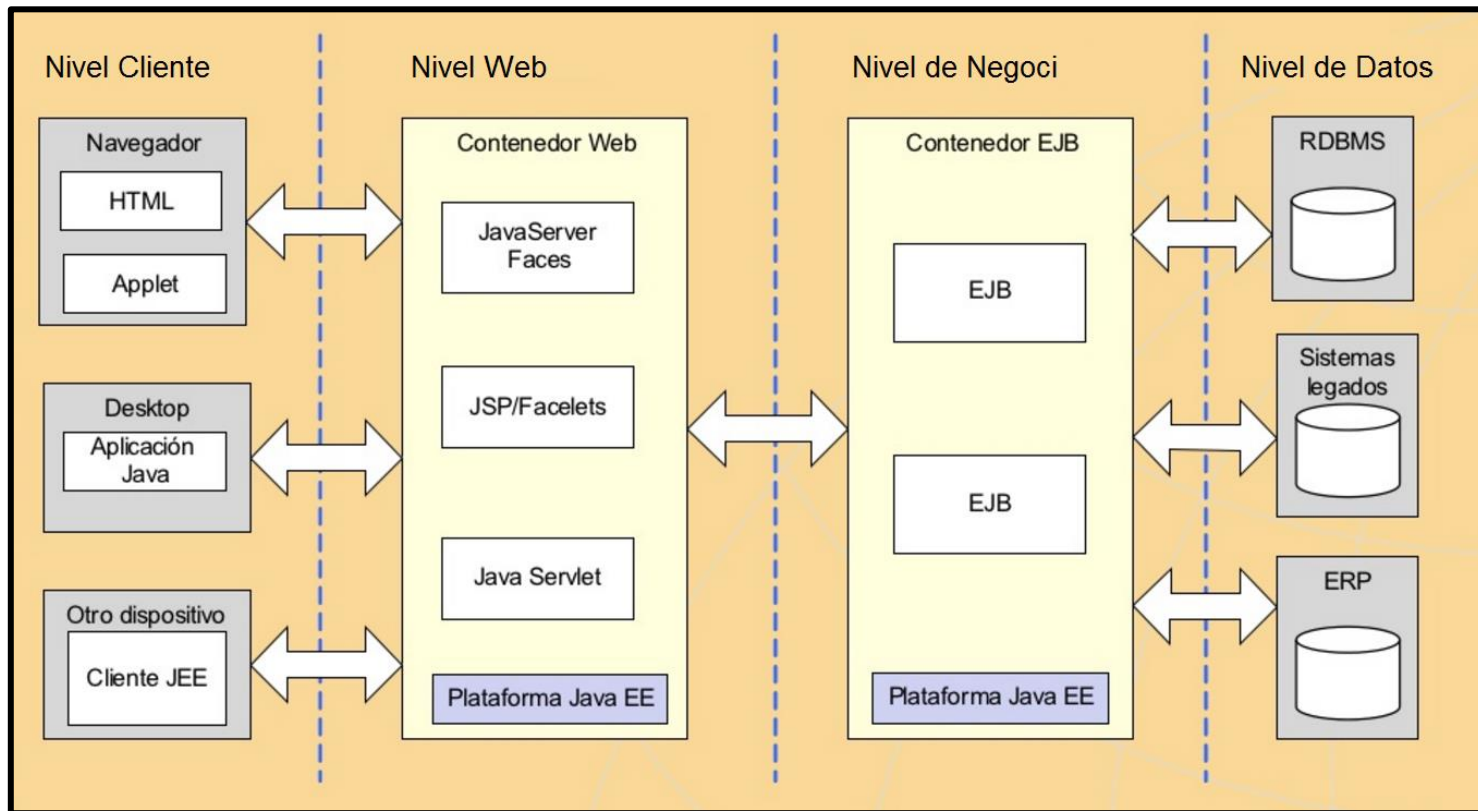 Nivel Cliente
Nivel Web
Nivel de Negoci
Nivel de Datos
Navegador
HTML
Applet
Desktop
Aplicación
Java
Otro dispositivo
Cliente JEE
Contenedor Web
JavaServer
Faces
JSP/Facelets
Java Servlet
Plataforma Java EE
Contenedor EJB
EJB
EJB
Plataforma Java EE
RDBMS
Sistemas
legados
ERP